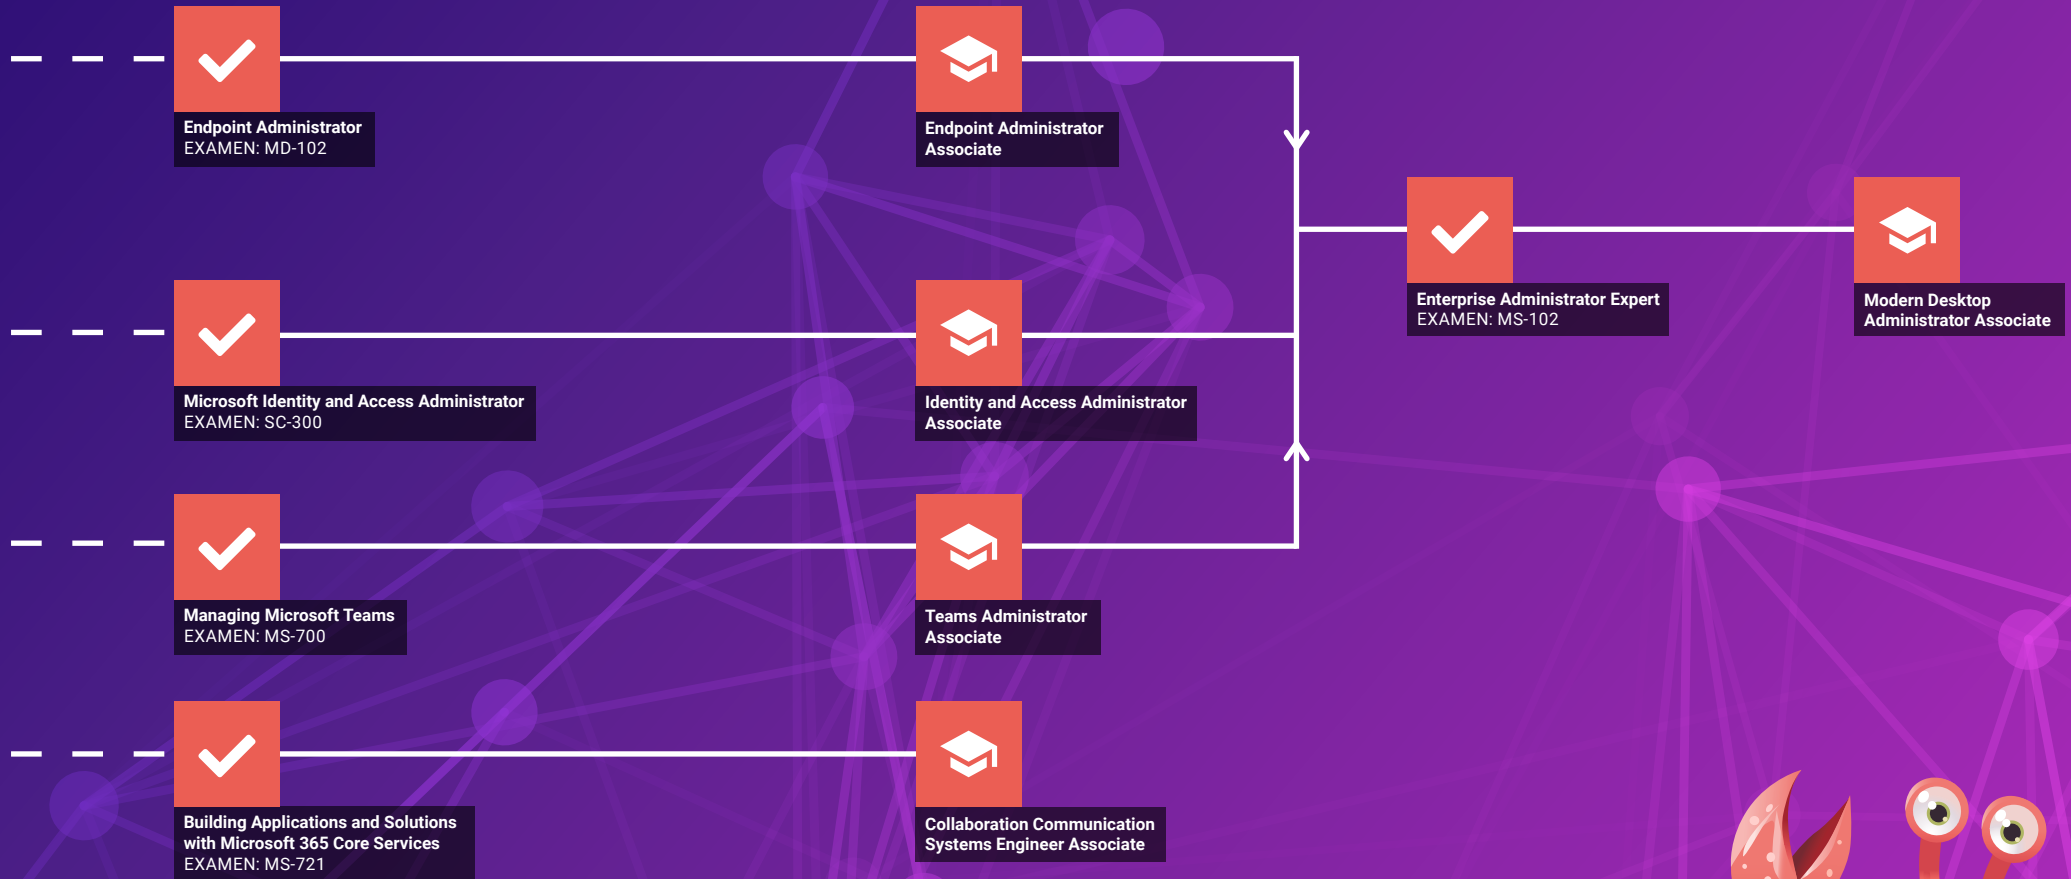 Endpoint Administrator
EXAMEN: MD-102
Endpoint Administrator
Associate
Enterprise Administrator Expert
EXAMEN: MS-102
Modern Desktop
Administrator Associate
Microsoft Identity and Access Administrator
EXAMEN: SC-300
Identity and Access Administrator
Associate
Managing Microsoft Teams
EXAMEN: MS-700
Teams Administrator
Associate
Building Applications and Solutions
with Microsoft 365 Core Services
EXAMEN: MS-721
Collaboration Communication
Systems Engineer Associate